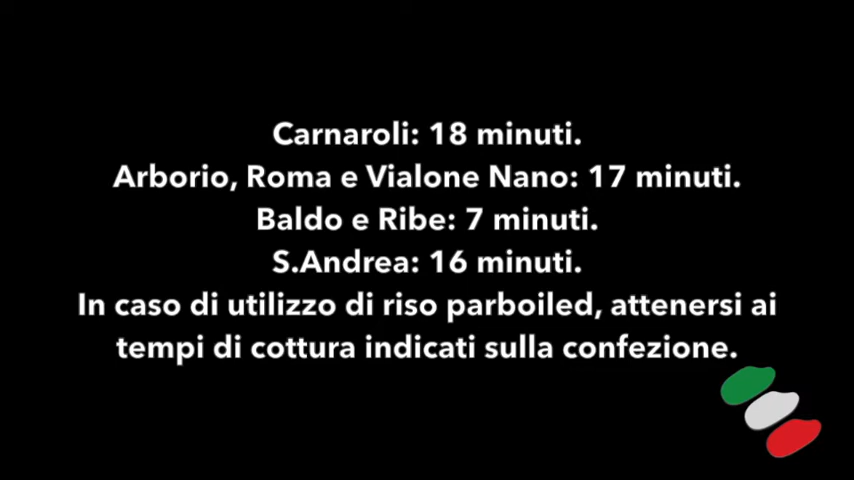 Carnaroli: 18 minuti.
Arborio, Roma e Vialone Nano: 17 minuti.
Baldo e Ribe: 7 minuti.
S.Andrea: 16 minuti.
In caso di utilizzo di riso parboiled, attenersi ai
tempi di cottura indicati sulla confezione.